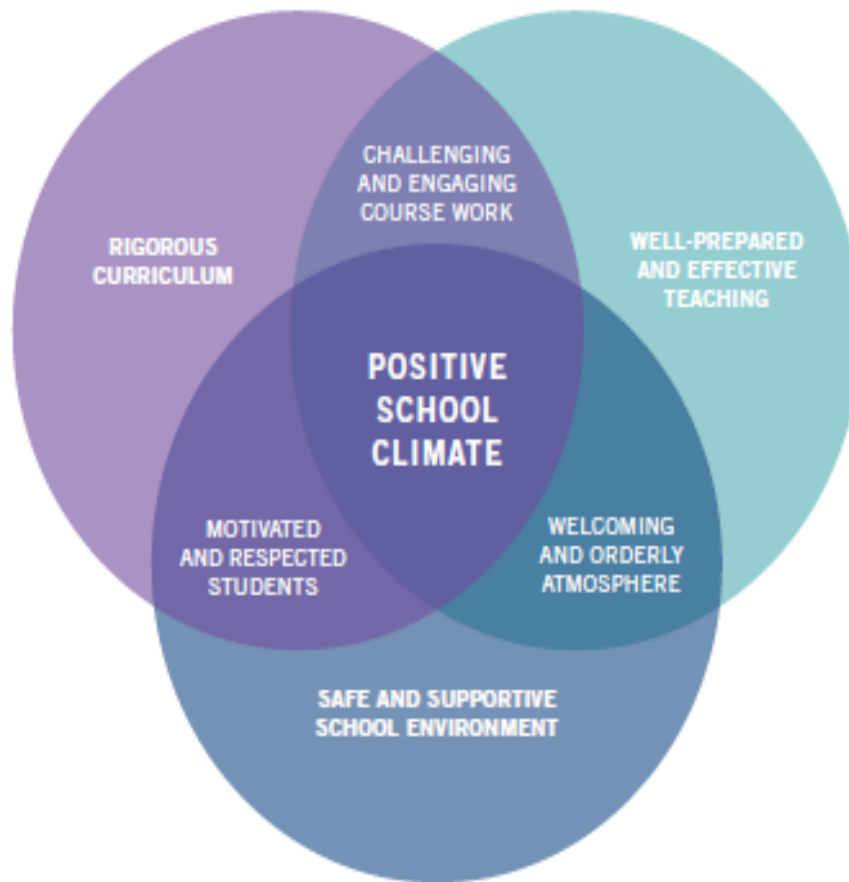 CHALLENGING
AND ENGAGING
COURSE WORK
RIGOROUS
CURRICULUM
WELL-PREPARED
AND EFFECTIVE
TEACHING
POSITIVE
SCHOOL
CLIMATE
MOTIVATED
AND RESPECTED
STUDENTS
WELCOMING
AND ORDERLY
ATMOSPHERE
SAFE AND SUPPORTIVE
SCHOOL ENVIRONMENT